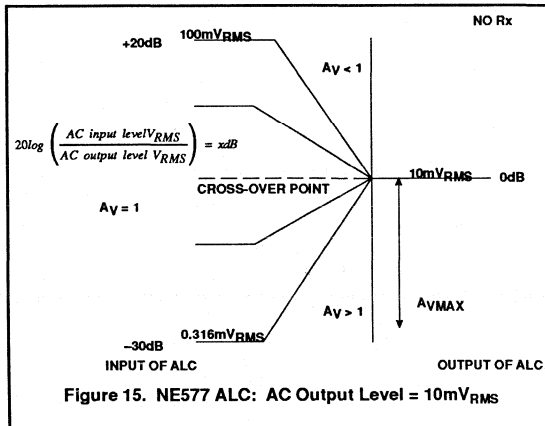 NO Rx
+20dB
100mVRMS
AV < 1
20log ( AC input levelVRMS / AC output level VRMS ) = xdB
10mVRMS
0dB
CROSS-OVER POINT
AV = 1
AV > 1
AVMAX
0.316mVRMS
–30dB
INPUT OF ALC
OUTPUT OF ALC
Figure 15. NE577 ALC: AC Output Level = 10mVRMS